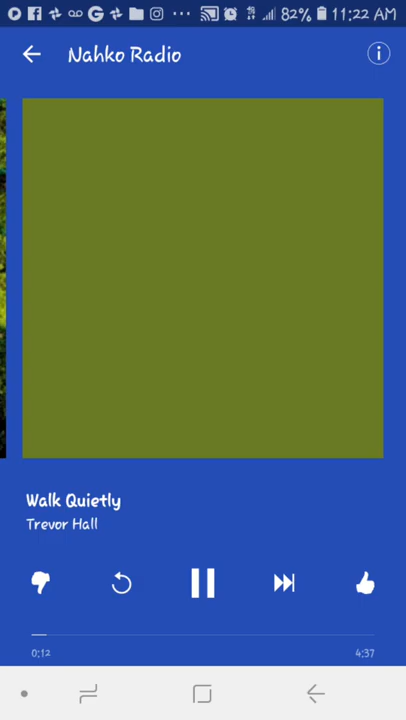 82% 11:22 AM
Nahko Radio
Walk Quietly
Trevor Hall
0:12
4:37